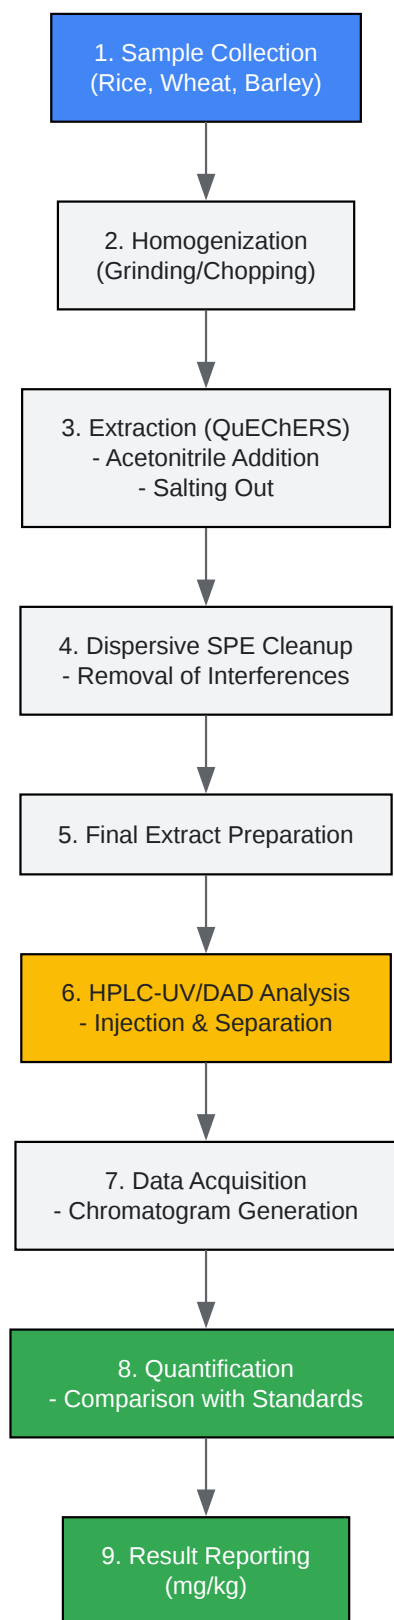 1. Sample Collection
(Rice, Wheat, Barley)
2. Homogenization
(Grinding/Chopping)
3. Extraction (QuEChERS)
- Acetonitrile Addition
- Salting Out
4. Dispersive SPE Cleanup
- Removal of Interferences
5. Final Extract Preparation
6. HPLC-UV/DAD Analysis
- Injection & Separation
7. Data Acquisition
- Chromatogram Generation
8. Quantification
- Comparison with Standards
9. Result Reporting
(mg/kg)